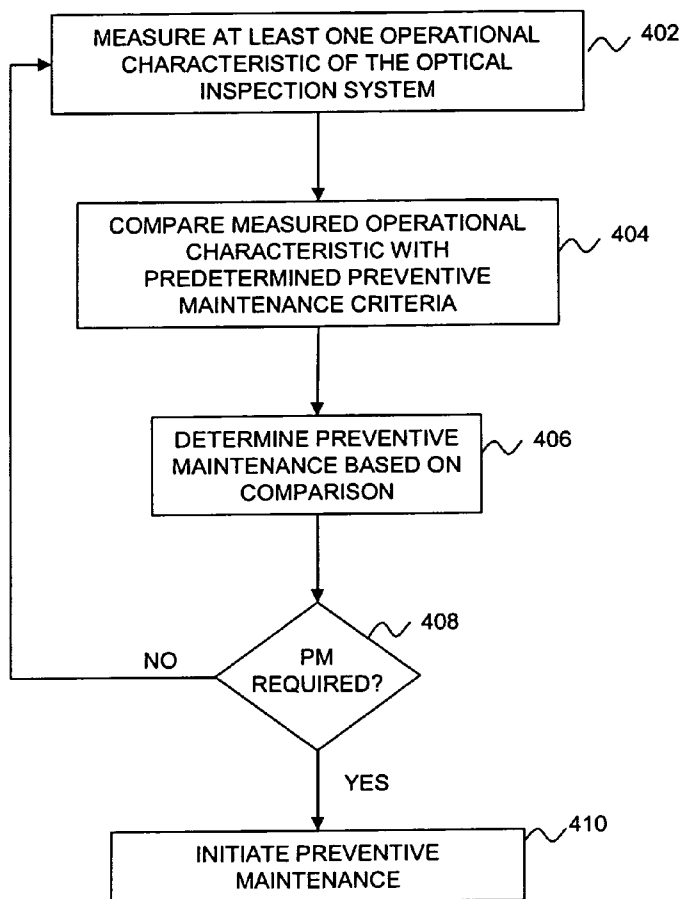 MEASURE AT LEAST ONE OPERATIONAL
CHARACTERISTIC OF THE OPTICAL
INSPECTION SYSTEM
402
COMPARE MEASURED OPERATIONAL
CHARACTERISTIC WITH
PREDETERMINED PREVENTIVE
MAINTENANCE CRITERIA
404
DETERMINE PREVENTIVE
MAINTENANCE BASED ON
COMPARISON
406
408
NO
PM
REQUIRED?
YES
410
INITIATE PREVENTIVE
MAINTENANCE